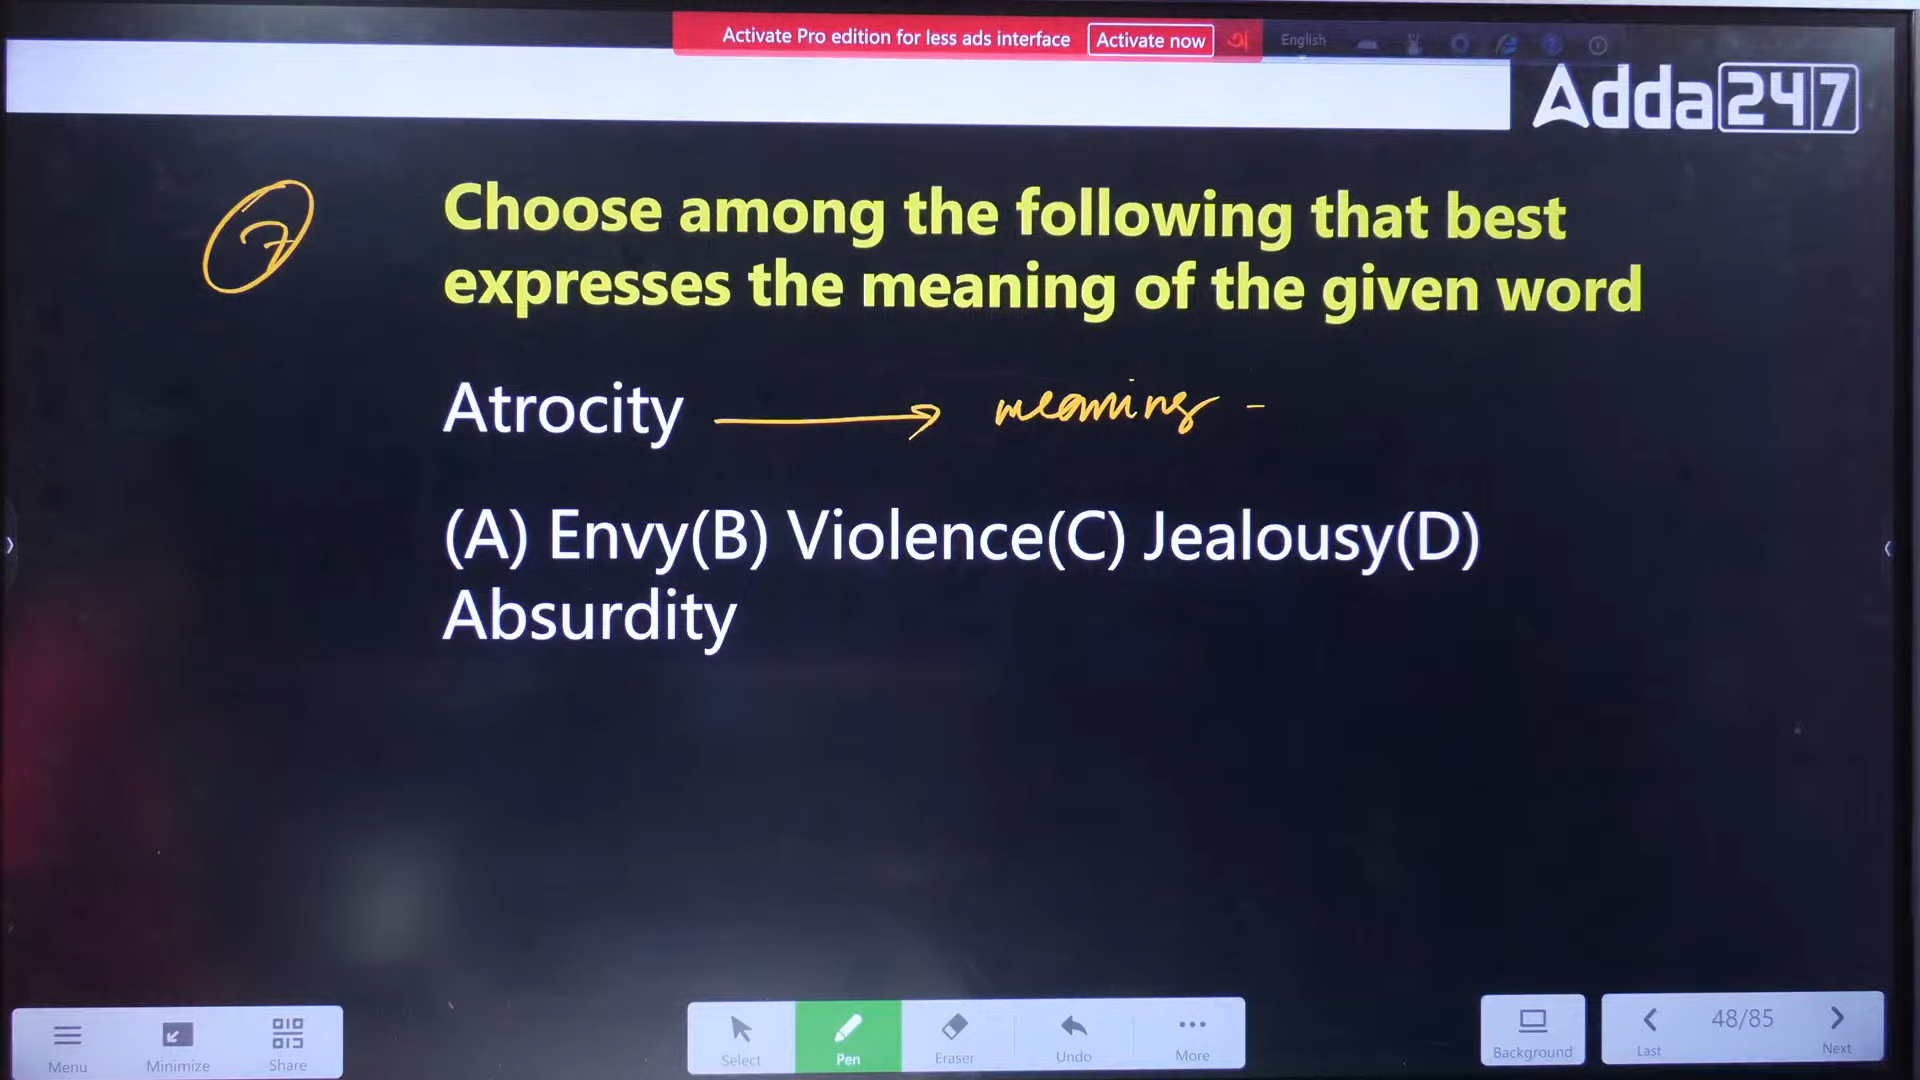 Activate Pro edition for less ads interface Activate now English
Adda247
7
Choose among the following that best
expresses the meaning of the given word
Atrocity → meaning -
(A) Envy(B) Violence(C) Jealousy(D)
Absurdity
Menu Minimize Share Select Pen Eraser Undo More Background Last 48/85 Next